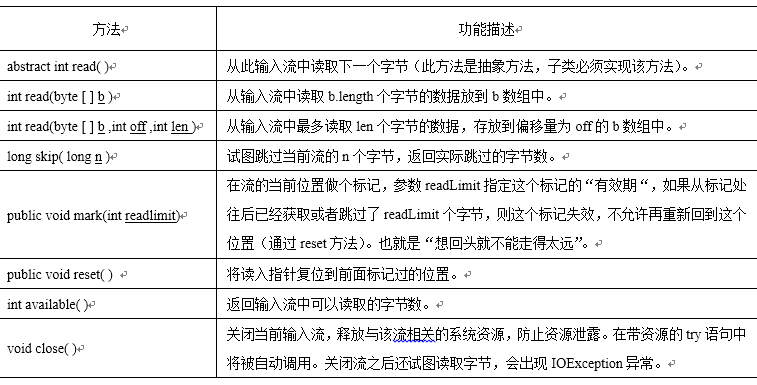 方法 功能描述
abstract int read( ) 从此输入流中读取下一个字节（此方法是抽象方法，子类必须实现该方法）。
int read(byte [ ] b ) 从输入流中读取 b.length 个字节的数据放到 b 数组中。
int read(byte [ ] b ,int off ,int len ) 从输入流中最多读取 len 个字节的数据，存放到偏移量为 off 的 b 数组中。
long skip( long n ) 试图跳过当前流的 n 个字节，返回实际跳过的字节数。
在流的当前位置做个标记，参数 readLimit 指定这个标记的“有效期“，如果从标记处
public void mark(int readlimit) 往后已经获取或者跳过了 readLimit 个字节，则这个标记失效，不允许再重新回到这个
位置（通过 reset 方法）。也就是“想回头就不能走得太远”。
public void reset( ) 将读入指针复位到前面标记过的位置。
int available( ) 返回输入流中可以读取的字节数。
void close( ) 关闭当前输入流，释放与该流相关的系统资源，防止资源泄露。在带资源的 try 语句中
将被自动调用。关闭流之后还试图读取字节，会出现 IOException 异常。